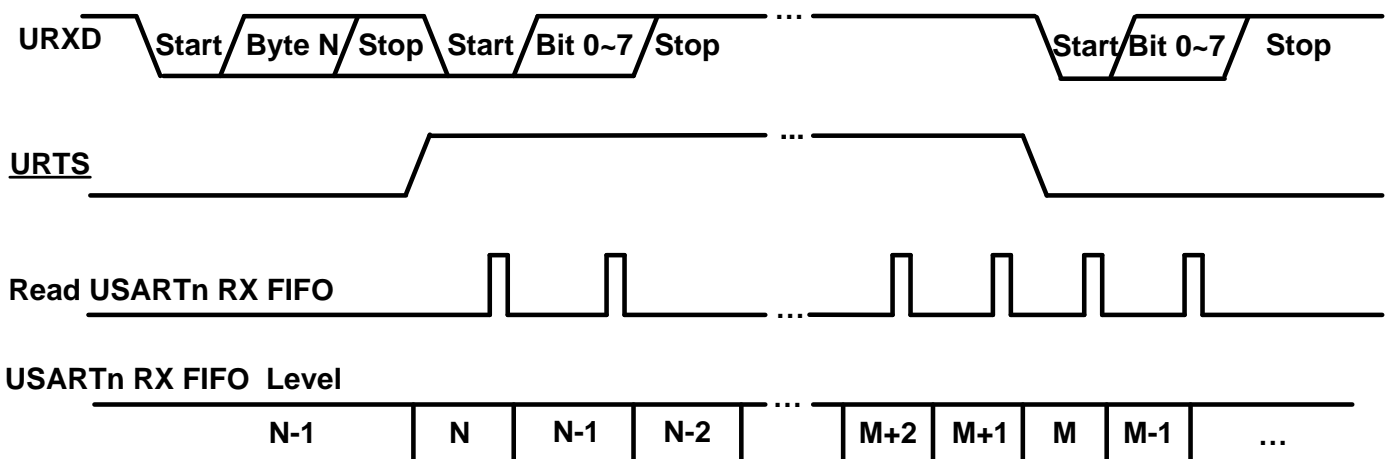 ...
URXD Start Byte N Stop Start Bit 0~7 Stop Start Bit 0~7 Stop
...
URTS
Read USARTn RX FIFO ...
USARTn RX FIFO Level
...
N-1 N N-1 N-2 M+2 M+1 M M-1 ...